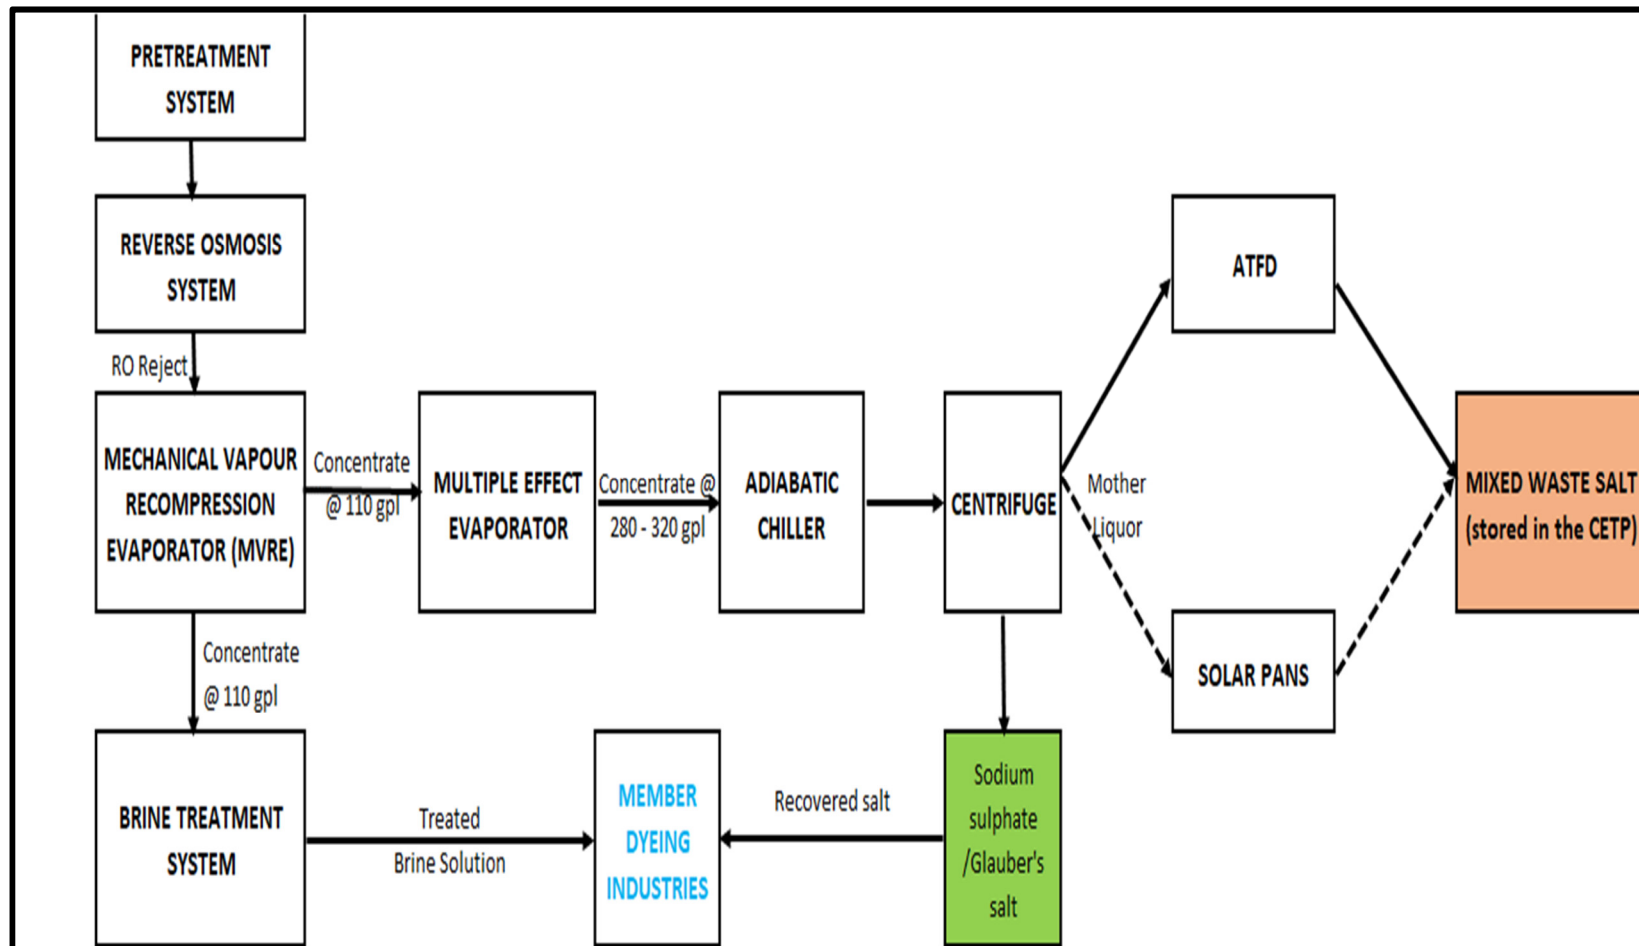 PRETREATMENT
SYSTEM
REVERSE OSMOSIS
SYSTEM
RO Reject
MECHANICAL VAPOUR
RECOMPRESSION
EVAPORATOR (MVRE)
Concentrate
@ 110 gpl
MULTIPLE EFFECT
EVAPORATOR
Concentrate @
280 - 320 gpl
ADIABATIC
CHILLER
CENTRIFUGE
Mother
Liquor
ATFD
SOLAR PANS
MIXED WASTE SALT
(stored in the CETP)
Concentrate
@ 110 gpl
BRINE TREATMENT
SYSTEM
Treated
Brine Solution
MEMBER
DYEING
INDUSTRIES
Recovered salt
Sodium
sulphate
/Glauber's
salt